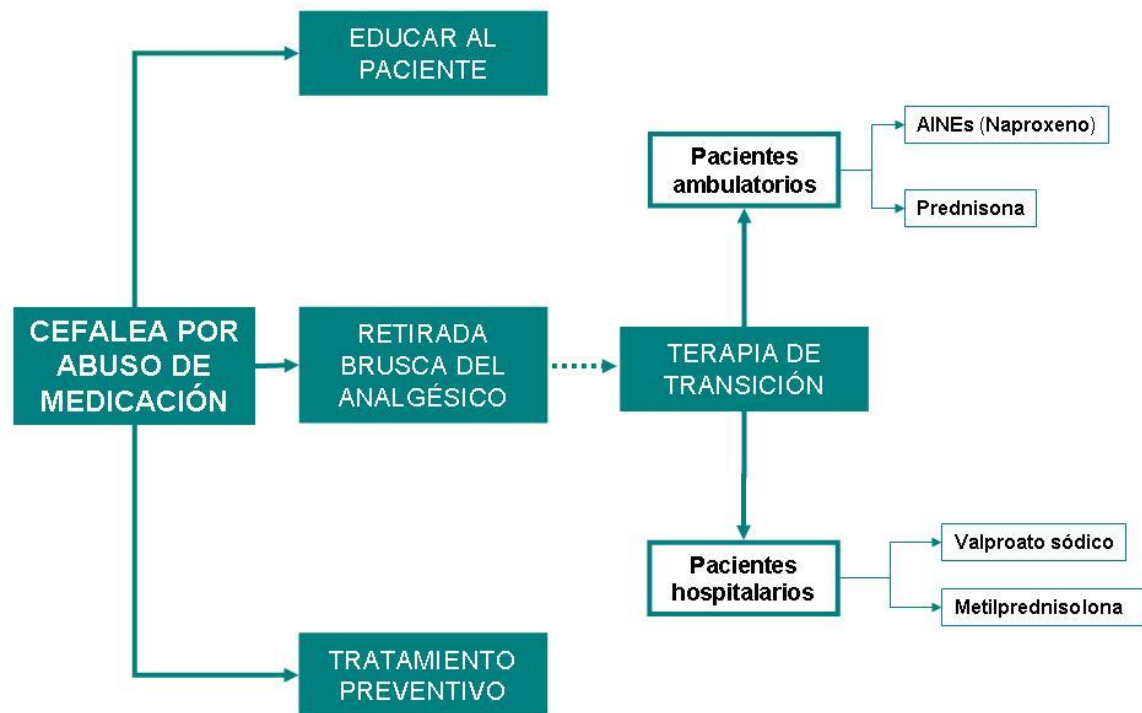 EDUCAR AL
PACIENTE
AINEs (Naproxeno)
Pacientes
ambulatorios
Prednisona
CEFALEA POR
ABUSO DE
MEDICACIÓN
RETIRADA
BRUSCA DEL
ANALGÉSICO
TERAPIA DE
TRANSICIÓN
Pacientes
hospitalarios
Valproato sódico
Metilprednisolona
TRATAMIENTO
PREVENTIVO